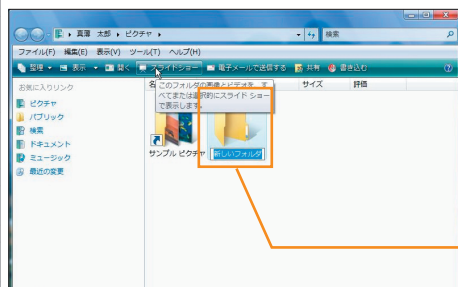 真薄 太郎 ▸ ピクチャ ▸
検索
ファイル(F) 編集(E) 表示(V) ツール(T) ヘルプ(H)
整理 表示 開く スライドショー 電子メールで送信する 共有 書き込む
お気に入りリンク
サイズ 評価
このフォルダの画像とビデオを、す
べてまたは選択的にスライド ショー
で表示します。
ピクチャ
パブリック
検索
ドキュメント
ミュージック
最近の変更
サンプル ピクチャ 新しいフォルダ